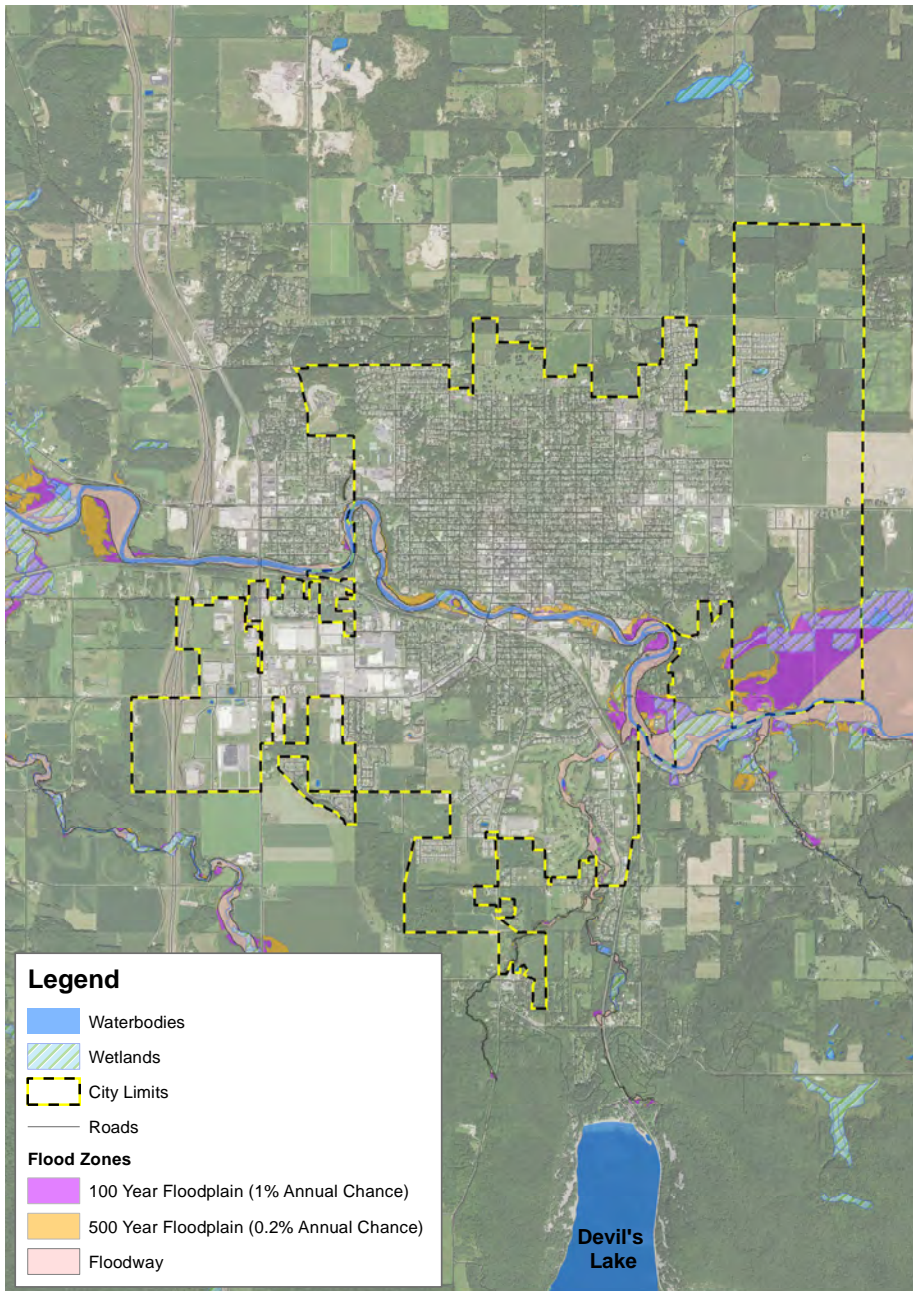 Legend
Waterbodies
Wetlands
City Limits
Roads
Flood Zones
100 Year Floodplain (1% Annual Chance)
500 Year Floodplain (0.2% Annual Chance)
Floodway
Devil's
Lake